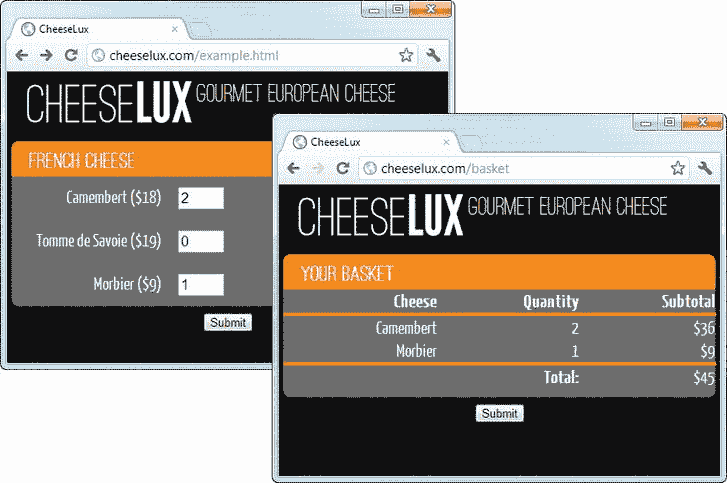 CheeseLux
cheeselux.com/example.html
CHEESELUX GOURMET EUROPEAN CHEESE
FRENCH CHEESE
Camembert ($18) 2
Tomme de Savoie ($19) 0
Morbier ($9) 1
Submit
CheeseLux
cheeselux.com/basket
CHEESELUX GOURMET EUROPEAN CHEESE
YOUR BASKET
Cheese Quantity Subtotal
Camembert 2 $36
Morbier 1 $9
Total: $45
Submit